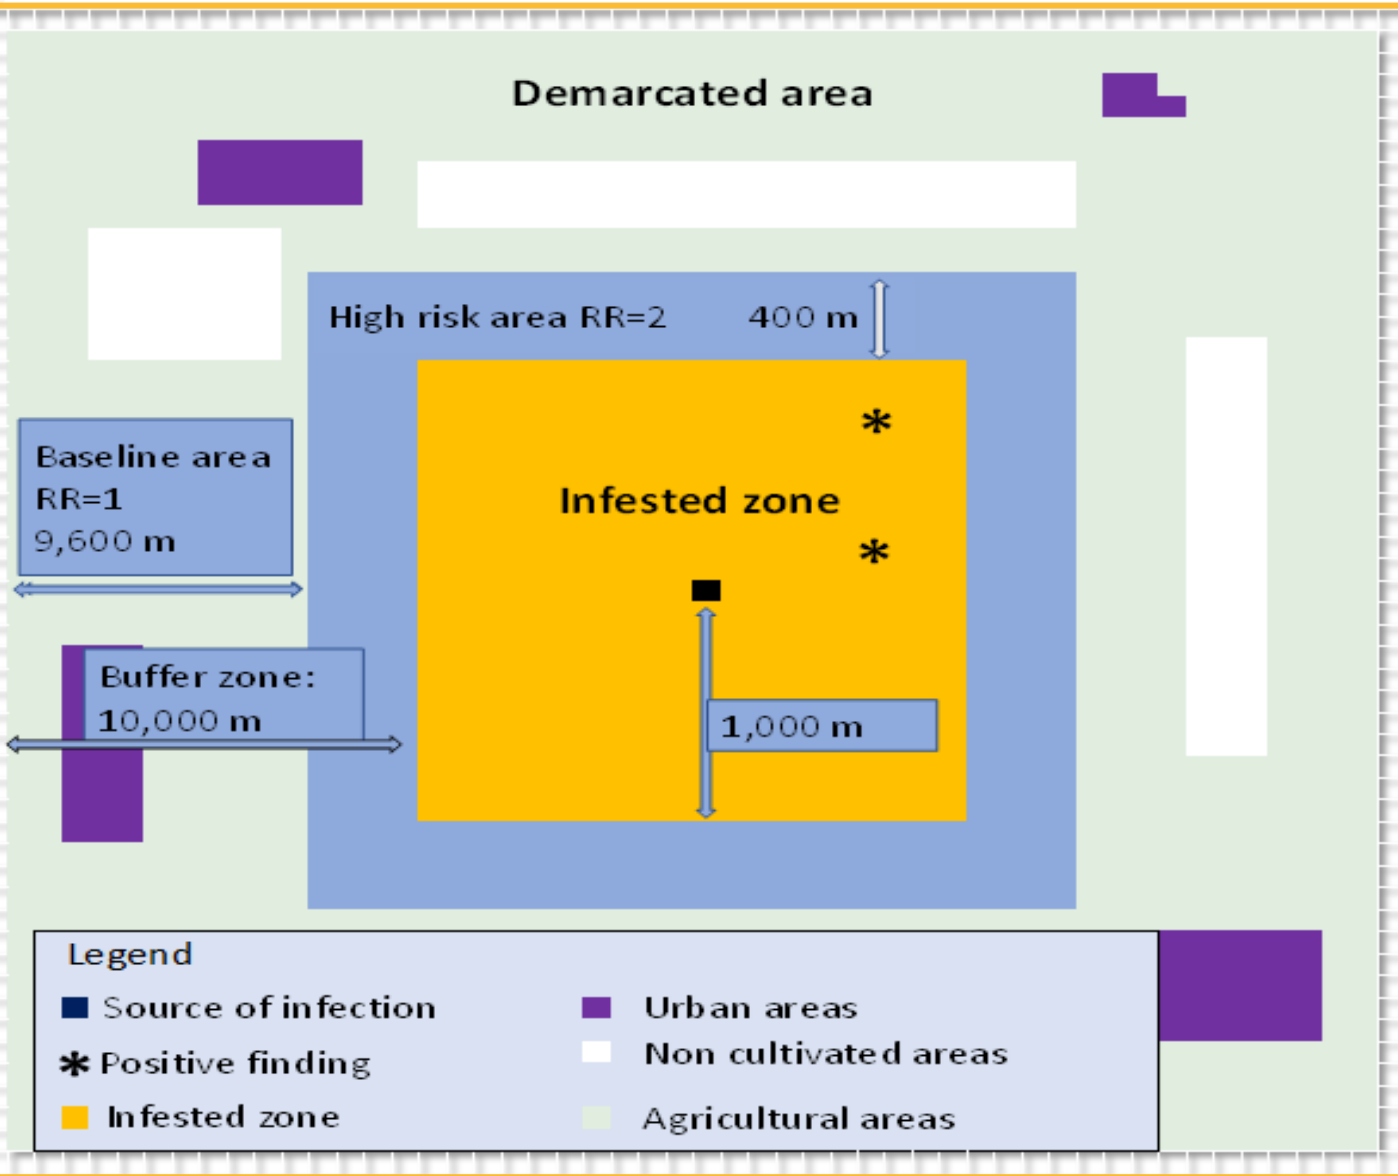 Demarcated area
High risk area RR=2
400 m
Baseline area
RR=1
9,600 m
Infested zone
*
*
Buffer zone:
10,000 m
1,000 m
Legend
Source of infection
* Positive finding
Infested zone
Urban areas
Non cultivated areas
Agricultural areas